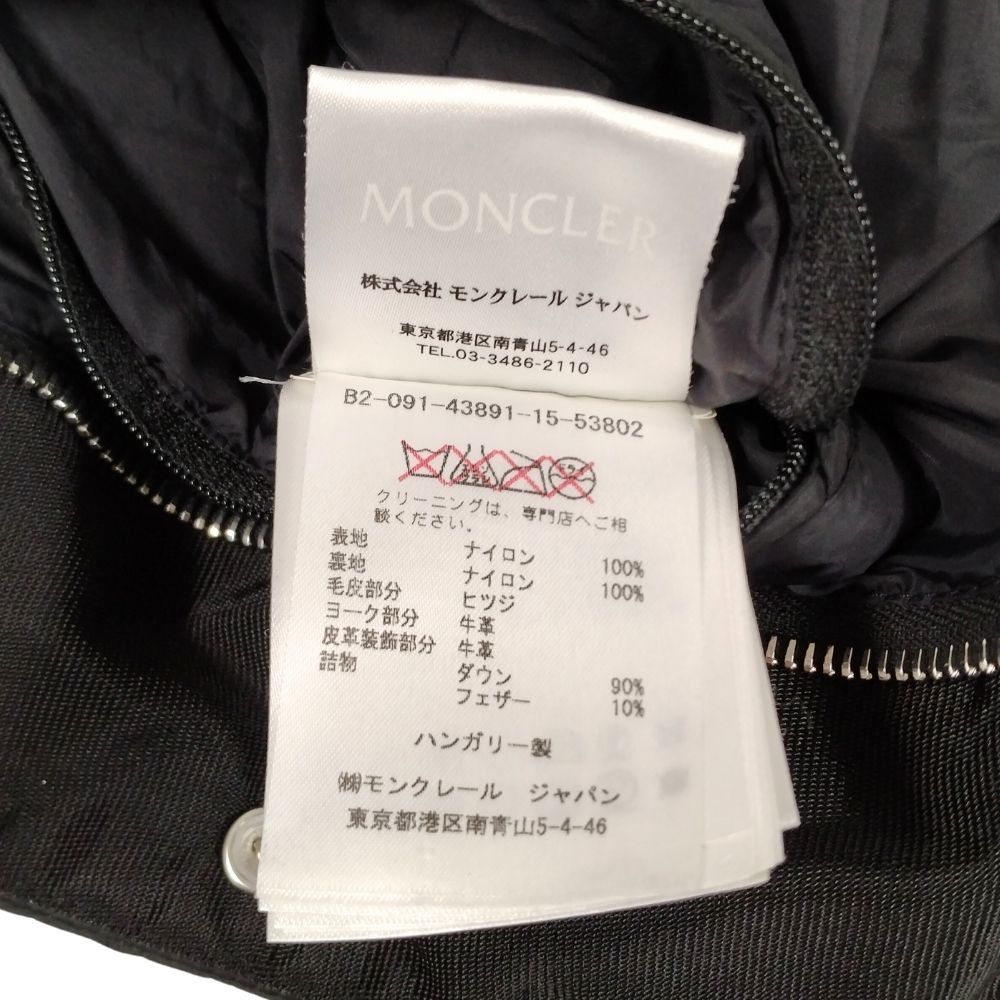 MONCLER
株式会社 モンクレール ジャパン
東京都港区南青山5-4-46
TEL.03-3486-2110
B2-091-43891-15-53802
クリーニングは、専門店へご相
談ください。
表地 ナイロン 100%
裏地 ナイロン 100%
毛皮部分 ヒツジ
ヨーク部分 牛革
皮革装飾部分 牛革
詰物 ダウン 90%
フェザー 10%
ハンガリー製
㈱モンクレール ジャパン
東京都港区南青山5-4-46